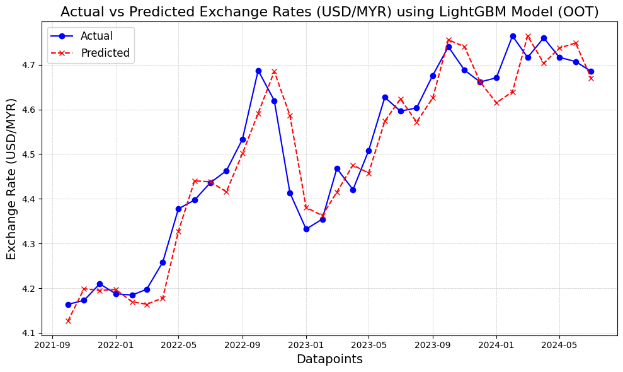 Actual vs Predicted Exchange Rates (USD/MYR) using LightGBM Model (OOT)
Actual
Predicted
Exchange Rate (USD/MYR)
4.7
4.6
4.5
4.4
4.3
4.2
4.1
2021-09 2022-01 2022-05 2022-09 2023-01 2023-05 2023-09 2024-01 2024-05
Datapoints